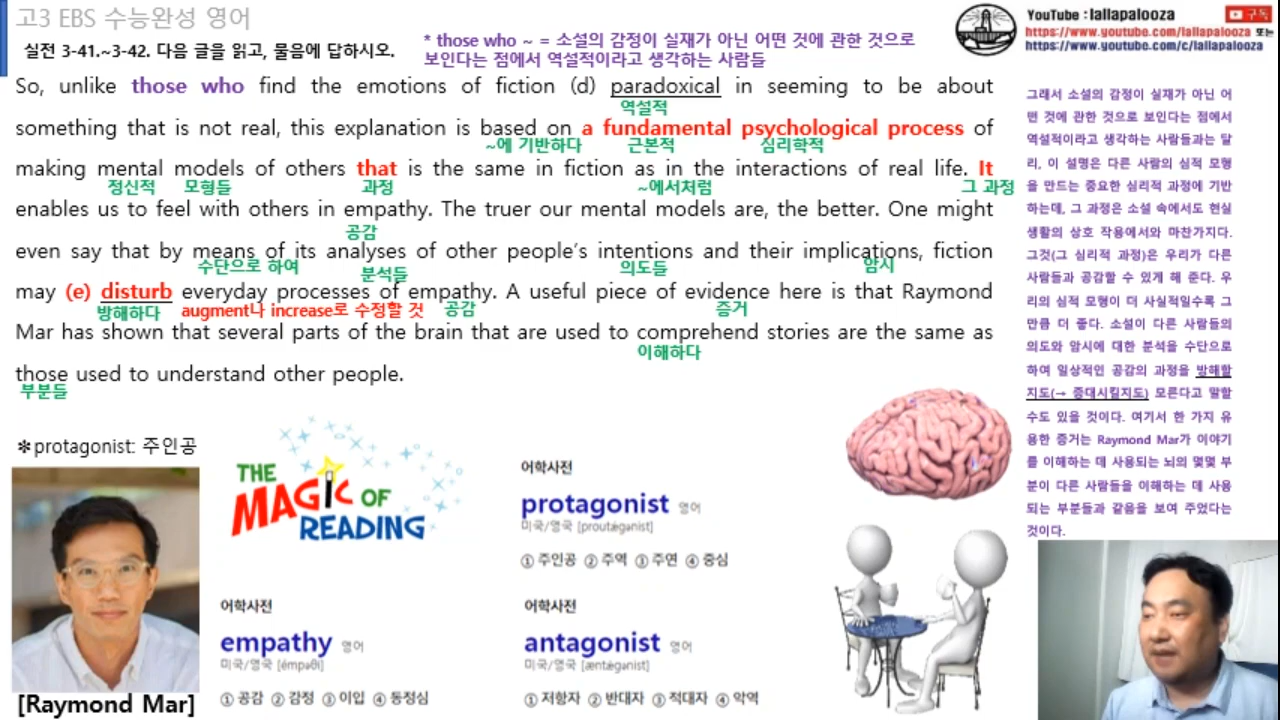 고3 EBS 수능완성 영어
실전 3-41.~3-42. 다음 글을 읽고, 물음에 답하시오.
* those who ~ = 소설의 감정이 실재가 아닌 어떤 것에 관한 것으로
보인다는 점에서 역설적이라고 생각하는 사람들
YouTube : lallapalooza
구독
https://www.youtube.com/lallapalooza 또는
https://www.youtube.com/c/lallapalooza
So, unlike those who find the emotions of fiction (d) paradoxical in seeming to be about
역설적
something that is not real, this explanation is based on a fundamental psychological process of
~에 기반하다 근본적 심리학적
making mental models of others that is the same in fiction as in the interactions of real life. It
정신적 모형들 과정 ~에서처럼 그 과정
enables us to feel with others in empathy. The truer our mental models are, the better. One might
공감
even say that by means of its analyses of other people's intentions and their implications, fiction
수단으로 하여 분석들 의도들 암시
may (e) disturb everyday processes of empathy. A useful piece of evidence here is that Raymond
방해하다 augment나 increase로 수정할 것 공감 증거
Mar has shown that several parts of the brain that are used to comprehend stories are the same as
이해하다
those used to understand other people.
부분들
그래서 소설의 감정이 실재가 아닌 어
떤 것에 관한 것으로 보인다는 점에서
역설적이라고 생각하는 사람들과는 달
리, 이 설명은 다른 사람의 심적 모형
을 만드는 중요한 심리적 과정에 기반
하는데, 그 과정은 소설 속에서도 현실
생활의 상호 작용에서와 마찬가지다.
그것(그 심리적 과정)은 우리가 다른
사람들과 공감할 수 있게 해 준다. 우
리의 심적 모형이 더 사실적일수록 그
만큼 더 좋다. 소설이 다른 사람들의
의도와 암시에 대한 분석을 수단으로
하여 일상적인 공감의 과정을 방해할
지도(→ 증대시킬지도) 모른다고 말할
수도 있을 것이다. 여기서 한 가지 유
용한 증거는 Raymond Mar가 이야기
를 이해하는 데 사용되는 뇌의 몇몇 부
분이 다른 사람들을 이해하는 데 사용
되는 부분들과 같음을 보여 주었다는
것이다.
*protagonist: 주인공
THE
MAGIC OF
READING
어학사전
protagonist 영어
미국/영국 [proutǽgənist]
① 주인공 ② 주역 ③ 주연 ④ 중심
어학사전
empathy 영어
미국/영국 [émpəθi]
① 공감 ② 감정 ③ 이입 ④ 동정심
어학사전
antagonist 영어
미국/영국 [æntǽgənist]
① 저항자 ② 반대자 ③ 적대자 ④ 악역
[Raymond Mar]